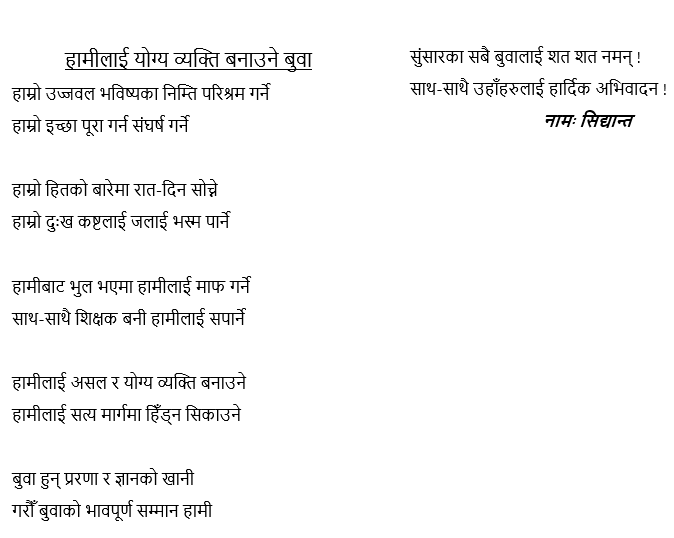 हामीलाई योग्य व्यक्ति बनाउने बुवा
हाम्रो उज्जवल भविष्यका निम्ति परिश्रम गर्ने
हाम्रो इच्छा पूरा गर्न संघर्ष गर्ने
हाम्रो हितको बारेमा रात-दिन सोच्ने
हाम्रो दुःख कष्टलाई जलाई भस्म पार्ने
हामीबाट भुल भएमा हामीलाई माफ गर्ने
साथ-साथै शिक्षक बनी हामीलाई सपार्ने
हामीलाई असल र योग्य व्यक्ति बनाउने
हामीलाई सत्य मार्गमा हिँड्न सिकाउने
बुवा हुन् प्ररणा र ज्ञानको खानी
गरौँ बुवाको भावपूर्ण सम्मान हामी
सुंसारका सबै बुवालाई शत शत नमन् !
साथ-साथै उहाँहरुलाई हार्दिक अभिवादन !
नामः सिद्यान्त